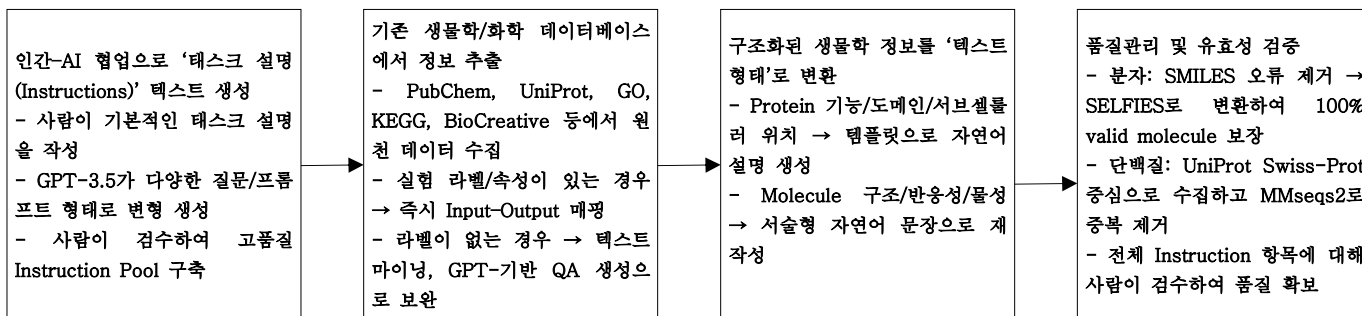 인간-AI 협업으로 ‘태스크 설명
(Instructions)’ 텍스트 생성
- 사람이 기본적인 태스크 설명
을 작성
- GPT-3.5가 다양한 질문/프롬
프트 형태로 변형 생성
- 사람이 검수하여 고품질
Instruction Pool 구축
기존 생물학/화학 데이터베이스
에서 정보 추출
- PubChem, UniProt, GO,
KEGG, BioCreative 등에서 원
천 데이터 수집
- 실험 라벨/속성이 있는 경우
→ 즉시 Input-Output 매핑
- 라벨이 없는 경우 → 텍스트
마이닝, GPT-기반 QA 생성으
로 보완
구조화된 생물학 정보를 ‘텍스트
형태’로 변환
- Protein 기능/도메인/서브셀룰
러 위치 → 템플릿으로 자연어
설명 생성
- Molecule 구조/반응성/물성
→ 서술형 자연어 문장으로 재
작성
품질관리 및 유효성 검증
- 분자: SMILES 오류 제거 →
SELFIES로 변환하여 100%
valid molecule 보장
- 단백질: UniProt Swiss-Prot
중심으로 수집하고 MMseqs2로
중복 제거
- 전체 Instruction 항목에 대해
사람이 검수하여 품질 확보